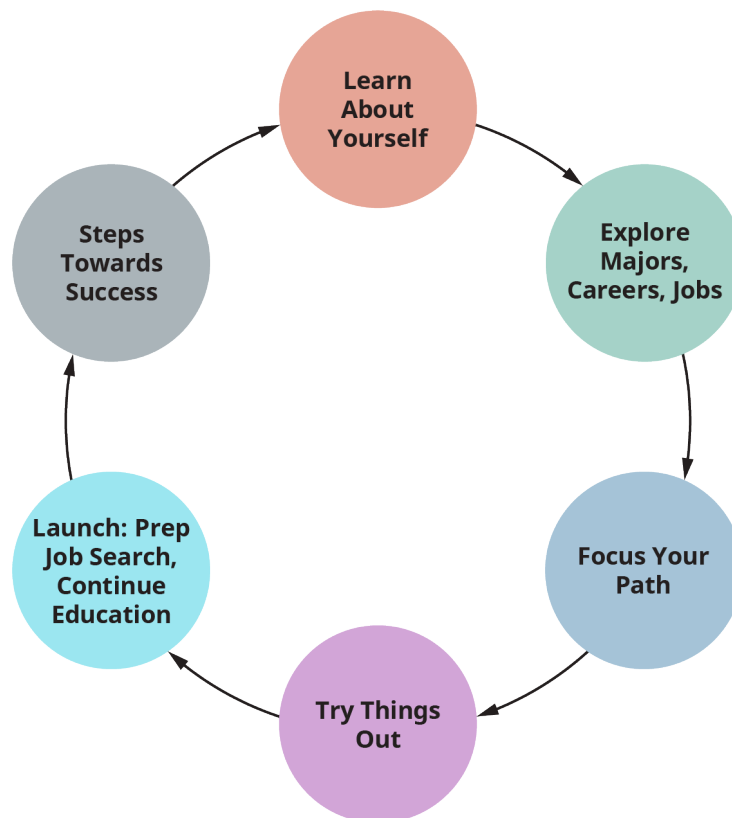 Learn
About
Yourself
Explore
Majors,
Careers, Jobs
Focus Your
Path
Try Things
Out
Launch: Prep
Job Search,
Continue
Education
Steps
Towards
Success